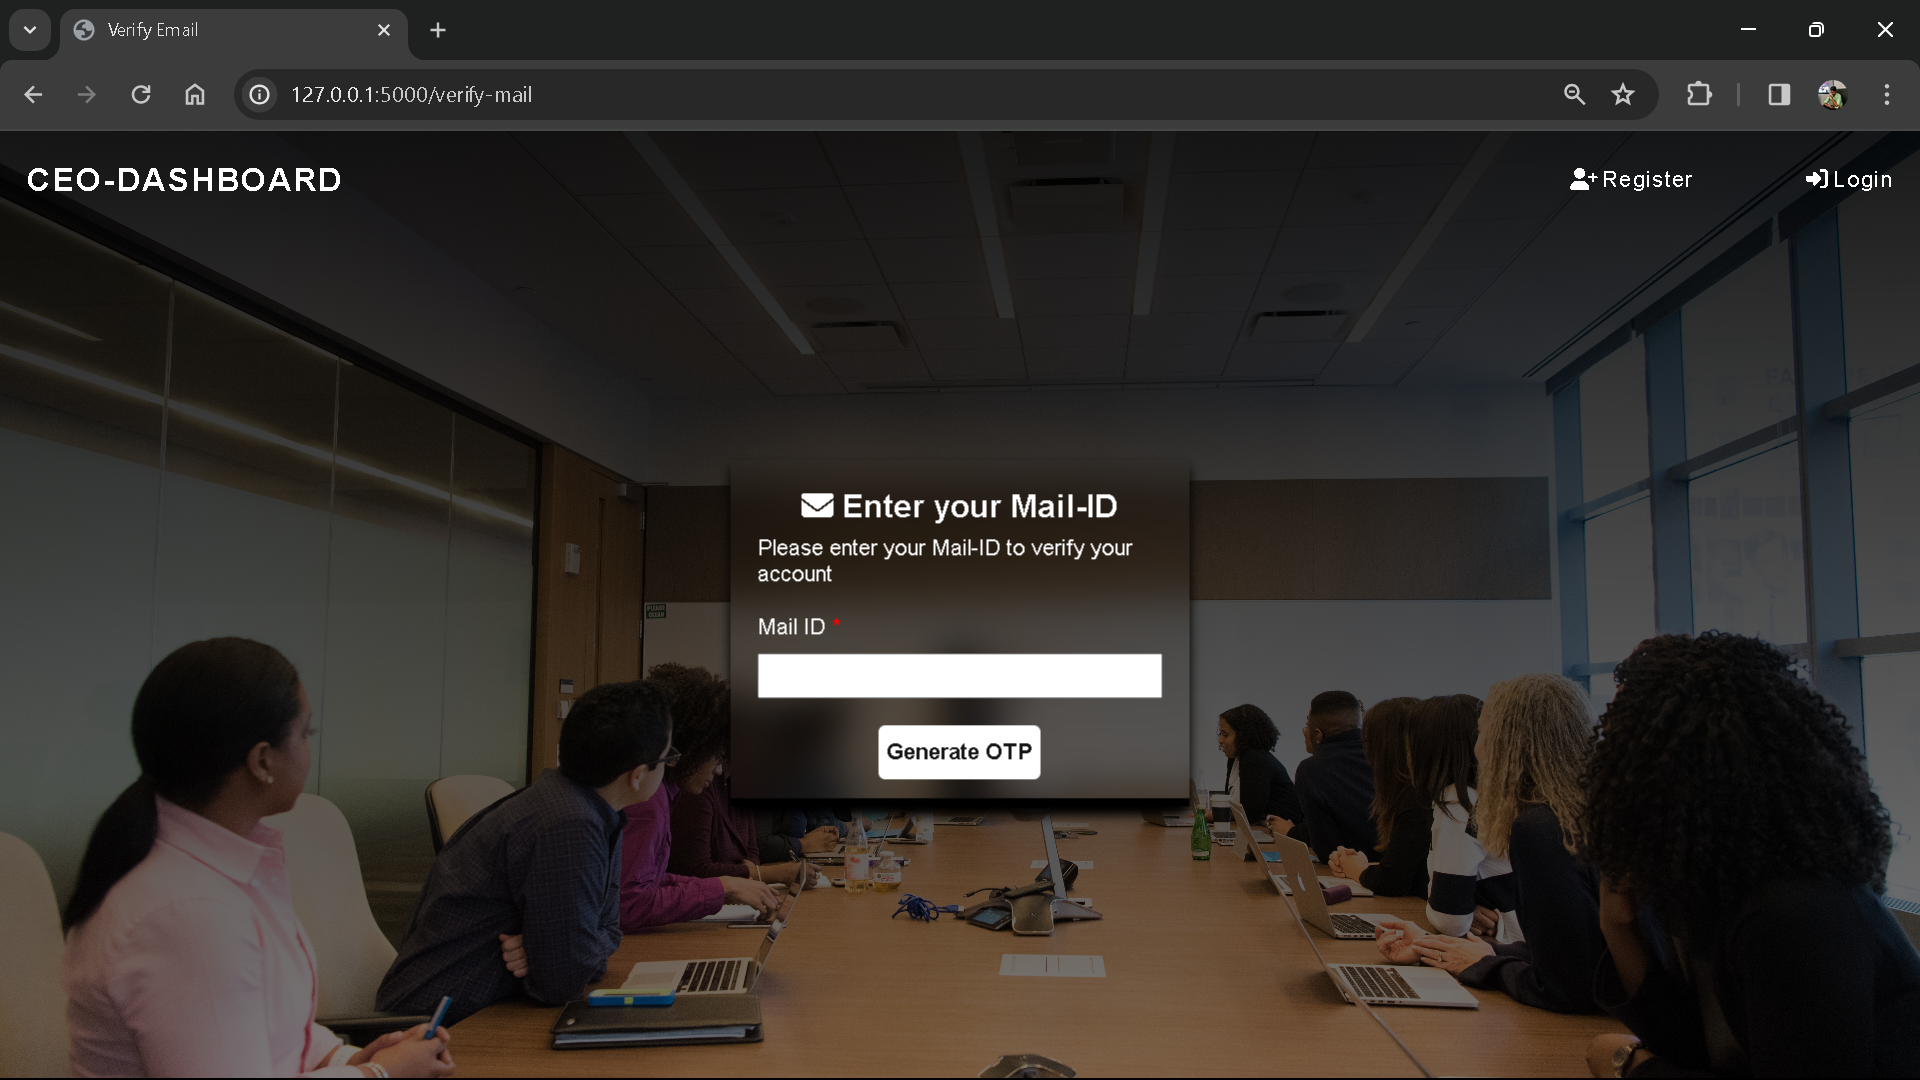 Verify Email
127.0.0.1:5000/verify-mail
CEO-DASHBOARD
Register
Login
Enter your Mail-ID
Please enter your Mail-ID to verify your
account
Mail ID *
Generate OTP